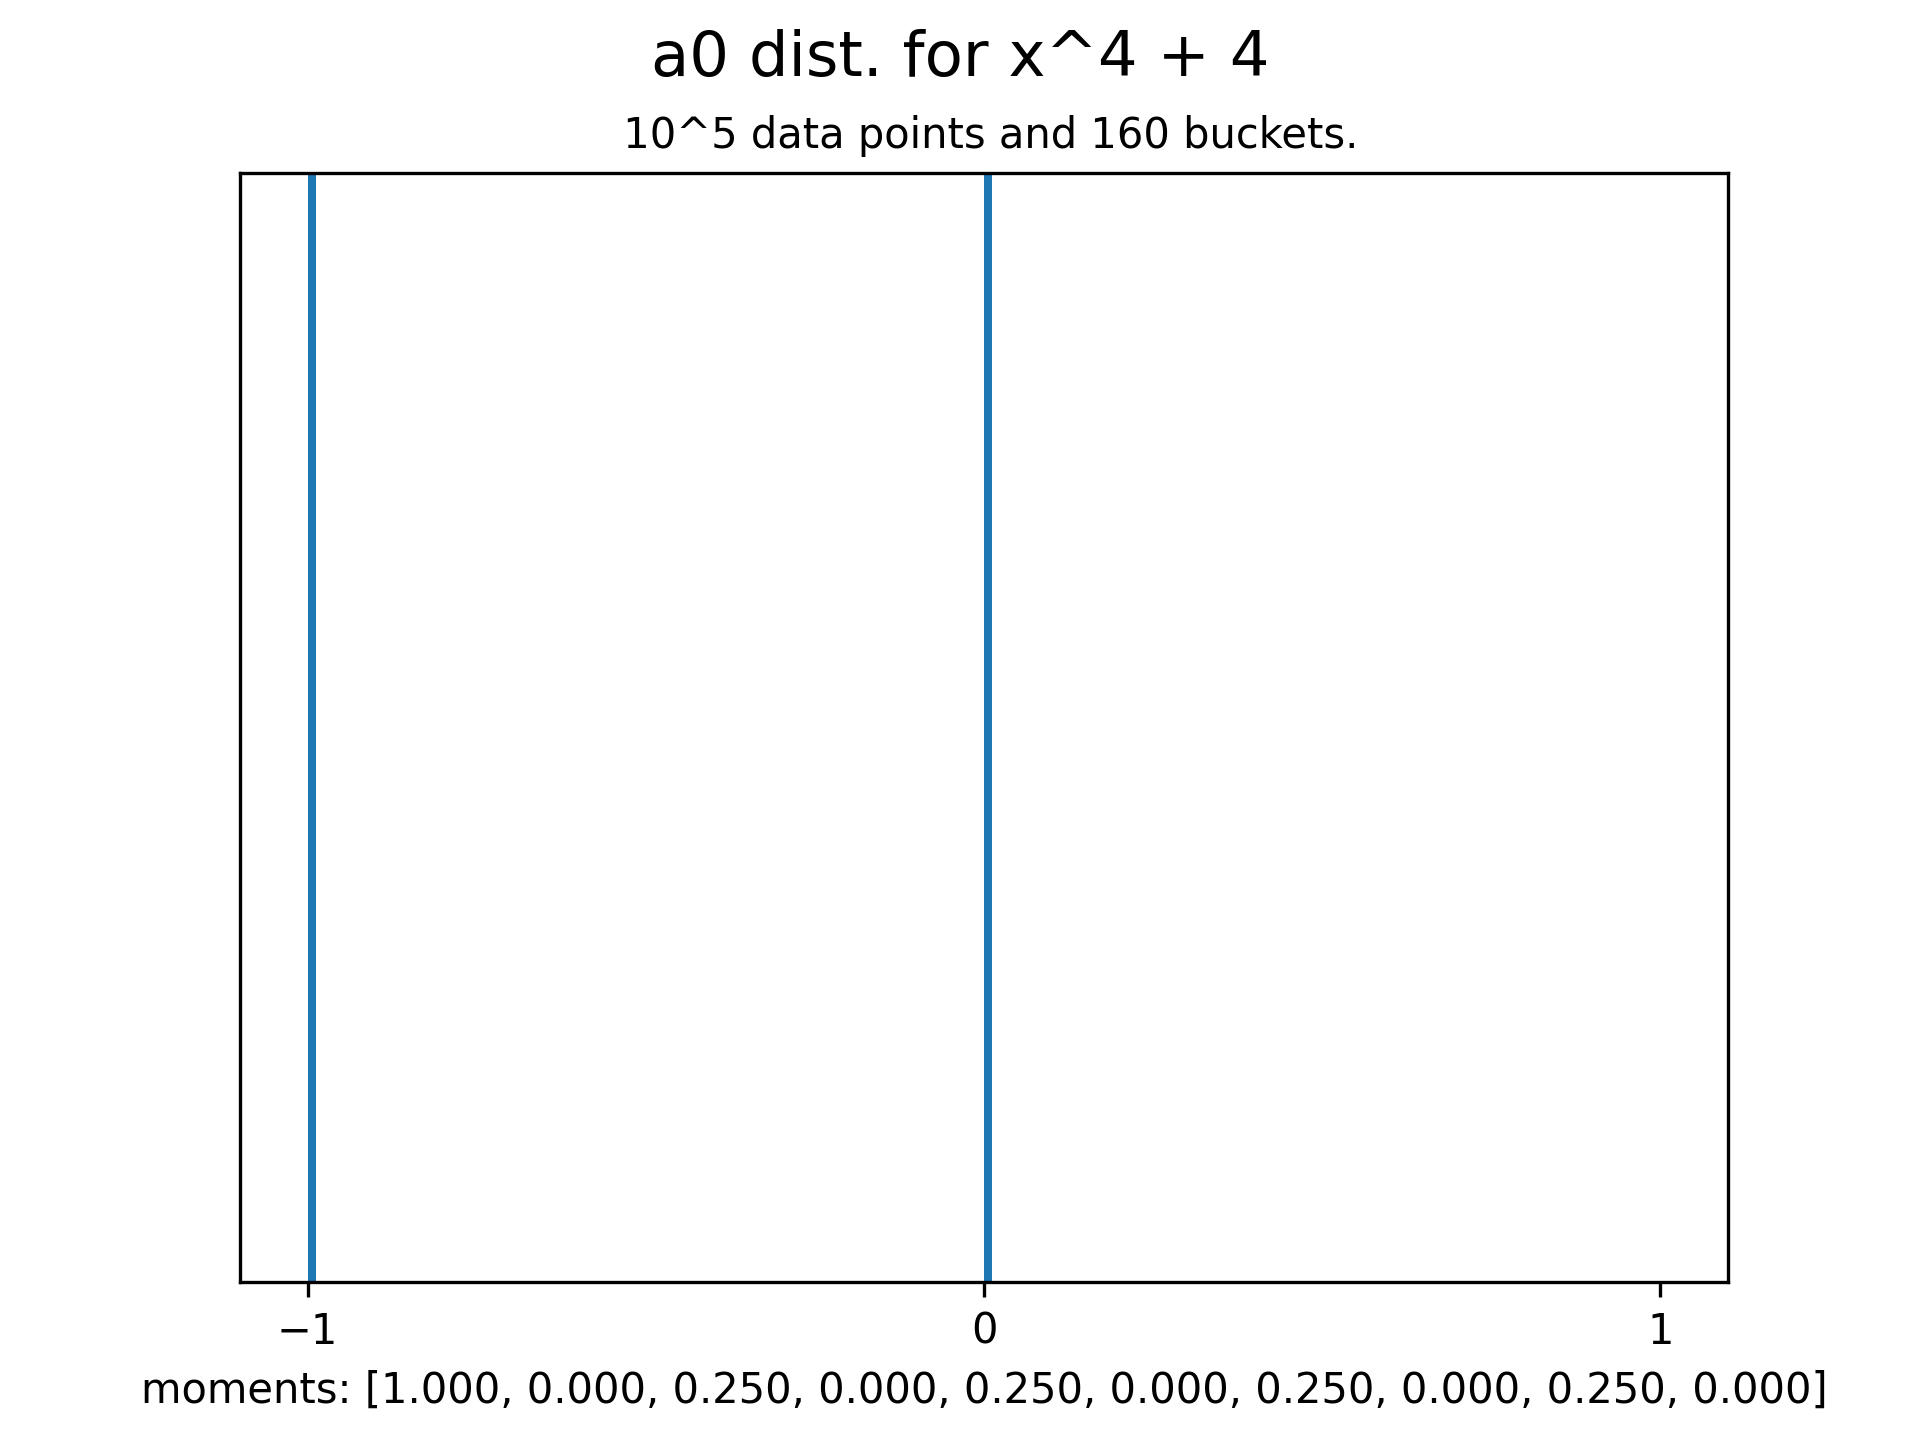 a0 dist. for x^4 + 4
10^5 data points and 160 buckets.
−1 0 1
moments: [1.000, 0.000, 0.250, 0.000, 0.250, 0.000, 0.250, 0.000, 0.250, 0.000]